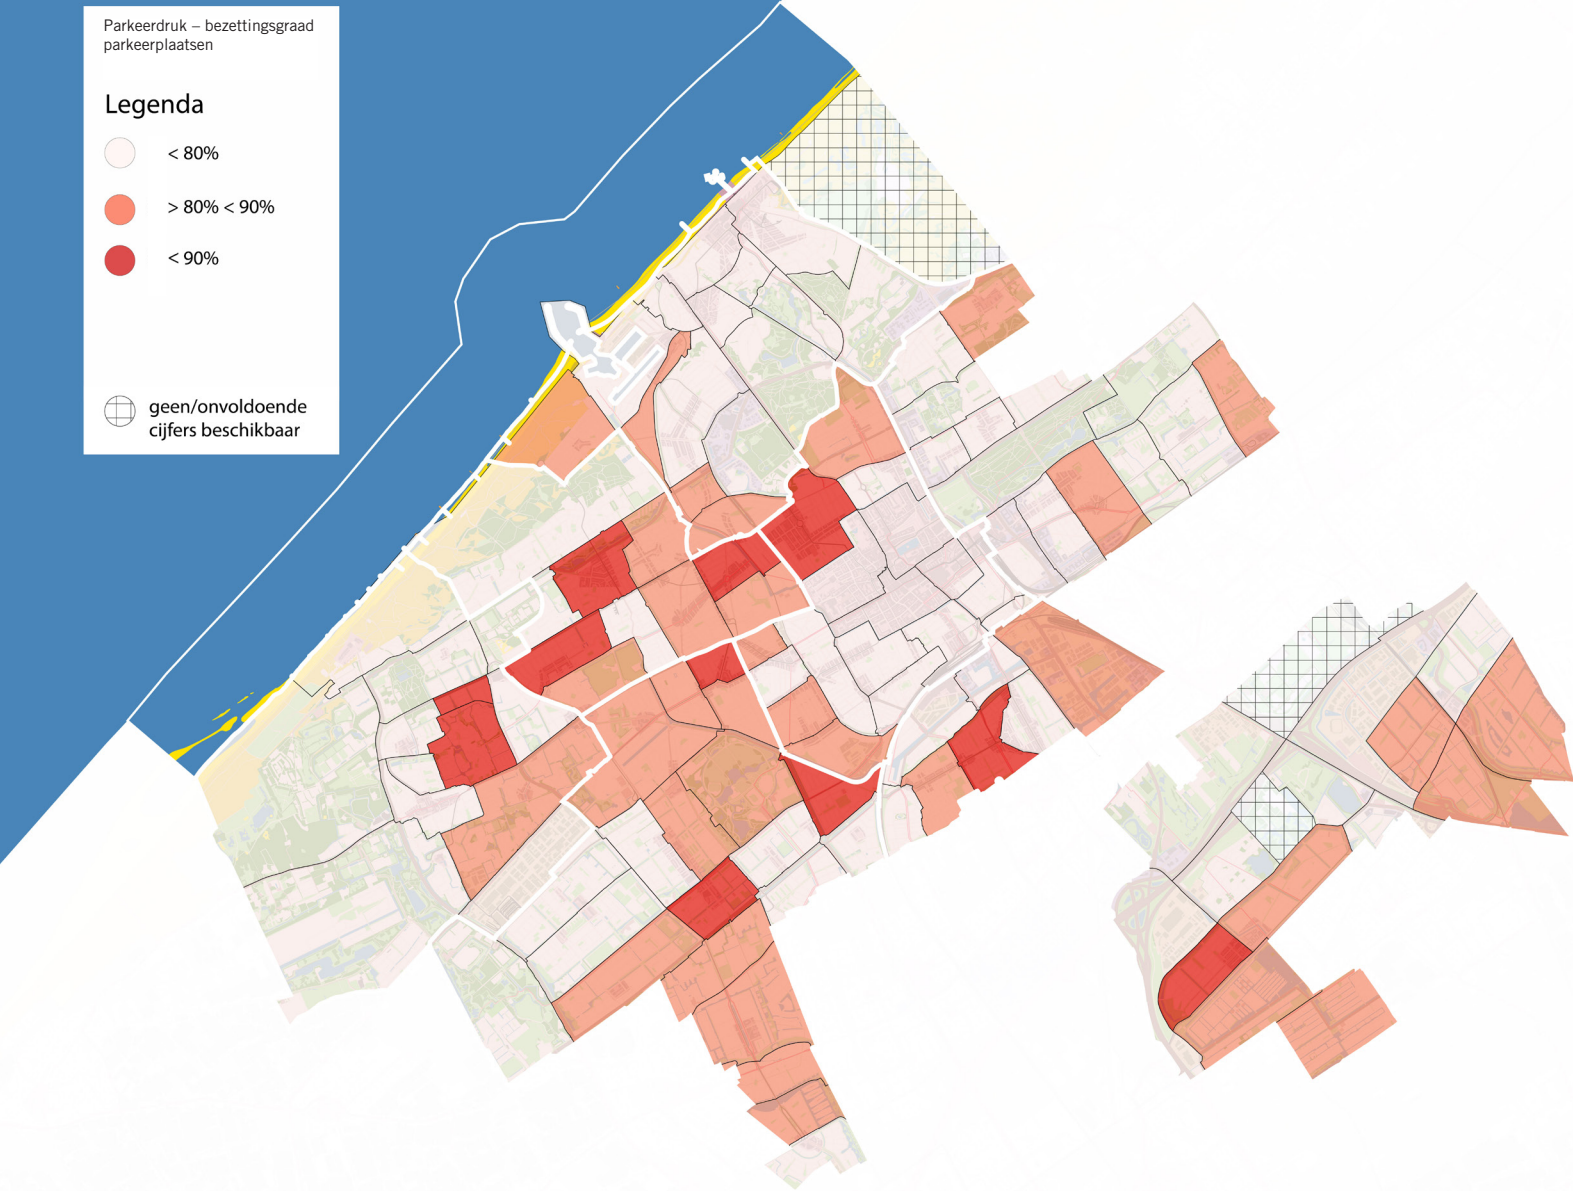 Parkeerdruk – bezettingsgraad
parkeerplaatsen
Legenda
< 80%
> 80% < 90%
< 90%
geen/onvoldoende
cijfers beschikbaar